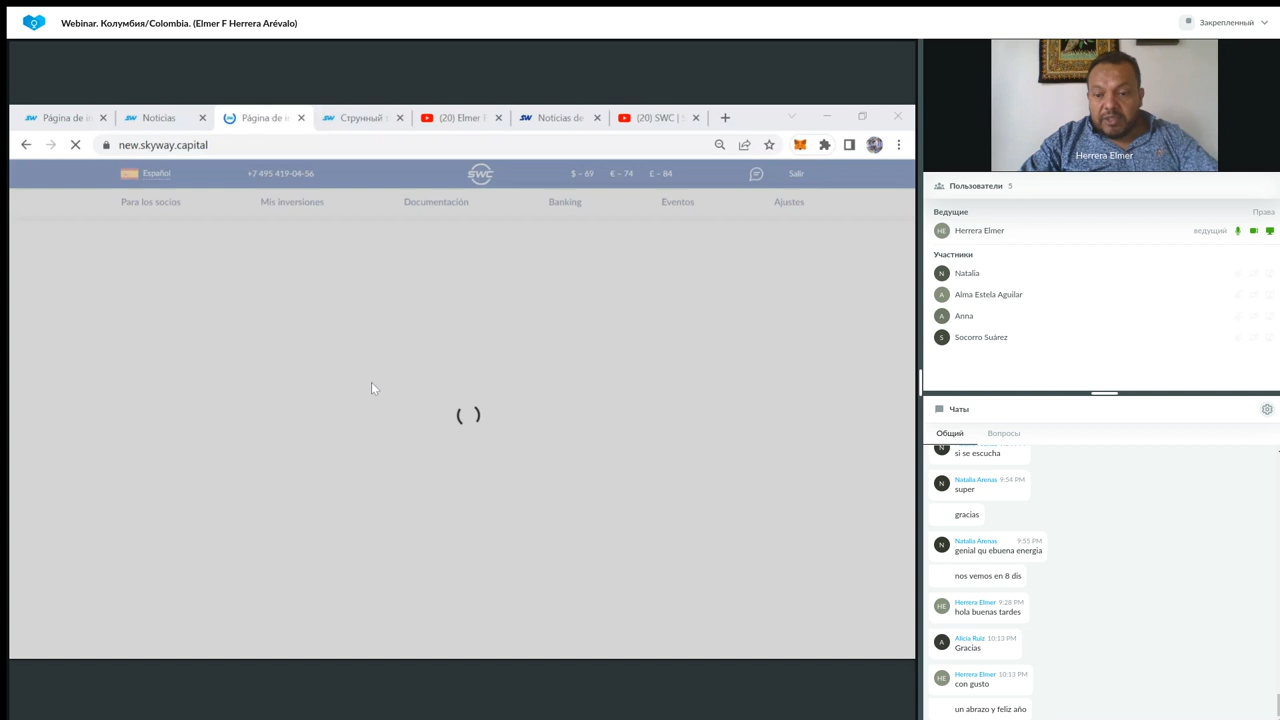 Webinar. Колумбия/Colombia. (Elmer F Herrera Arévalo)
Закрепленный
Página de in
Noticias
Página de in
Струнный
(20) Elmer
Noticias de
(20) SWC |
new.skyway.capital
Español
+7 495 419-04-56
SWC
$ – 69
€ – 74
£ – 84
Salir
Para los socios
Mis inversiones
Documentación
Banking
Eventos
Ajustes
Herrera Elmer
Пользователи 5
Ведущие
Права
HE
Herrera Elmer
ведущий
Участники
N
Natalia
A
Alma Estela Aguilar
A
Anna
S
Socorro Suárez
Чаты
Общий
Вопросы
N
si se escucha
N
Natalia Arenas 9:54 PM
super
gracias
N
Natalia Arenas 9:55 PM
genial qu ebuena energia
nos vemos en 8 dis
HE
Herrera Elmer 9:28 PM
hola buenas tardes
A
Alicia Ruiz 10:13 PM
Gracias
HE
Herrera Elmer 10:13 PM
con gusto
un abrazo y feliz año